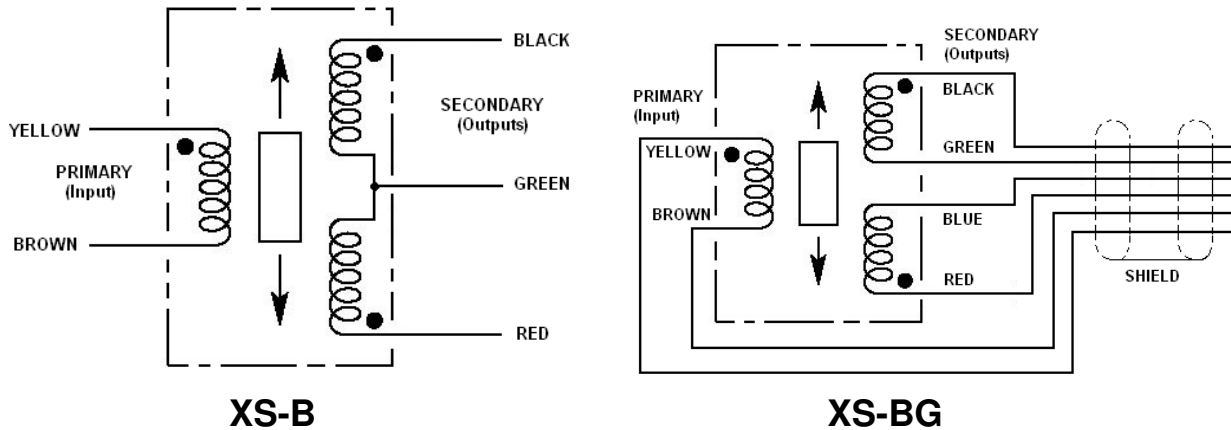 BLACK
SECONDARY
(Outputs)
YELLOW
PRIMARY
(Input)
GREEN
BROWN
RED
XS-B
SECONDARY
(Outputs)
PRIMARY
(Input)
BLACK
YELLOW
GREEN
BROWN
BLUE
RED
SHIELD
XS-BG